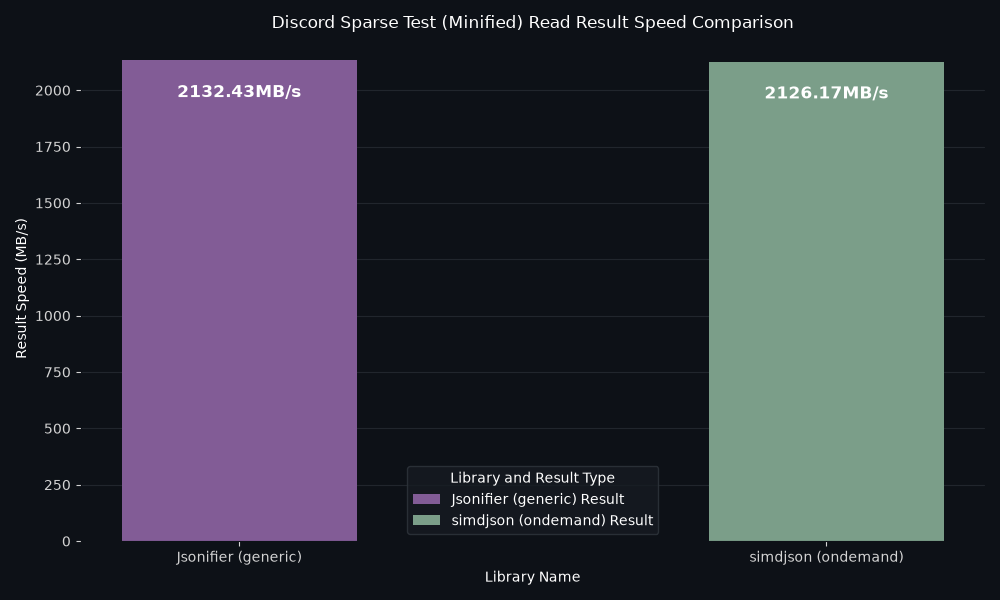 Discord Sparse Test (Minified) Read Result Speed Comparison
2132.43MB/s
2126.17MB/s
2000
1750
1500
1250
1000
750
500
250
0
Result Speed (MB/s)
Library and Result Type
Jsonifier (generic) Result
simdjson (ondemand) Result
Jsonifier (generic)
simdjson (ondemand)
Library Name